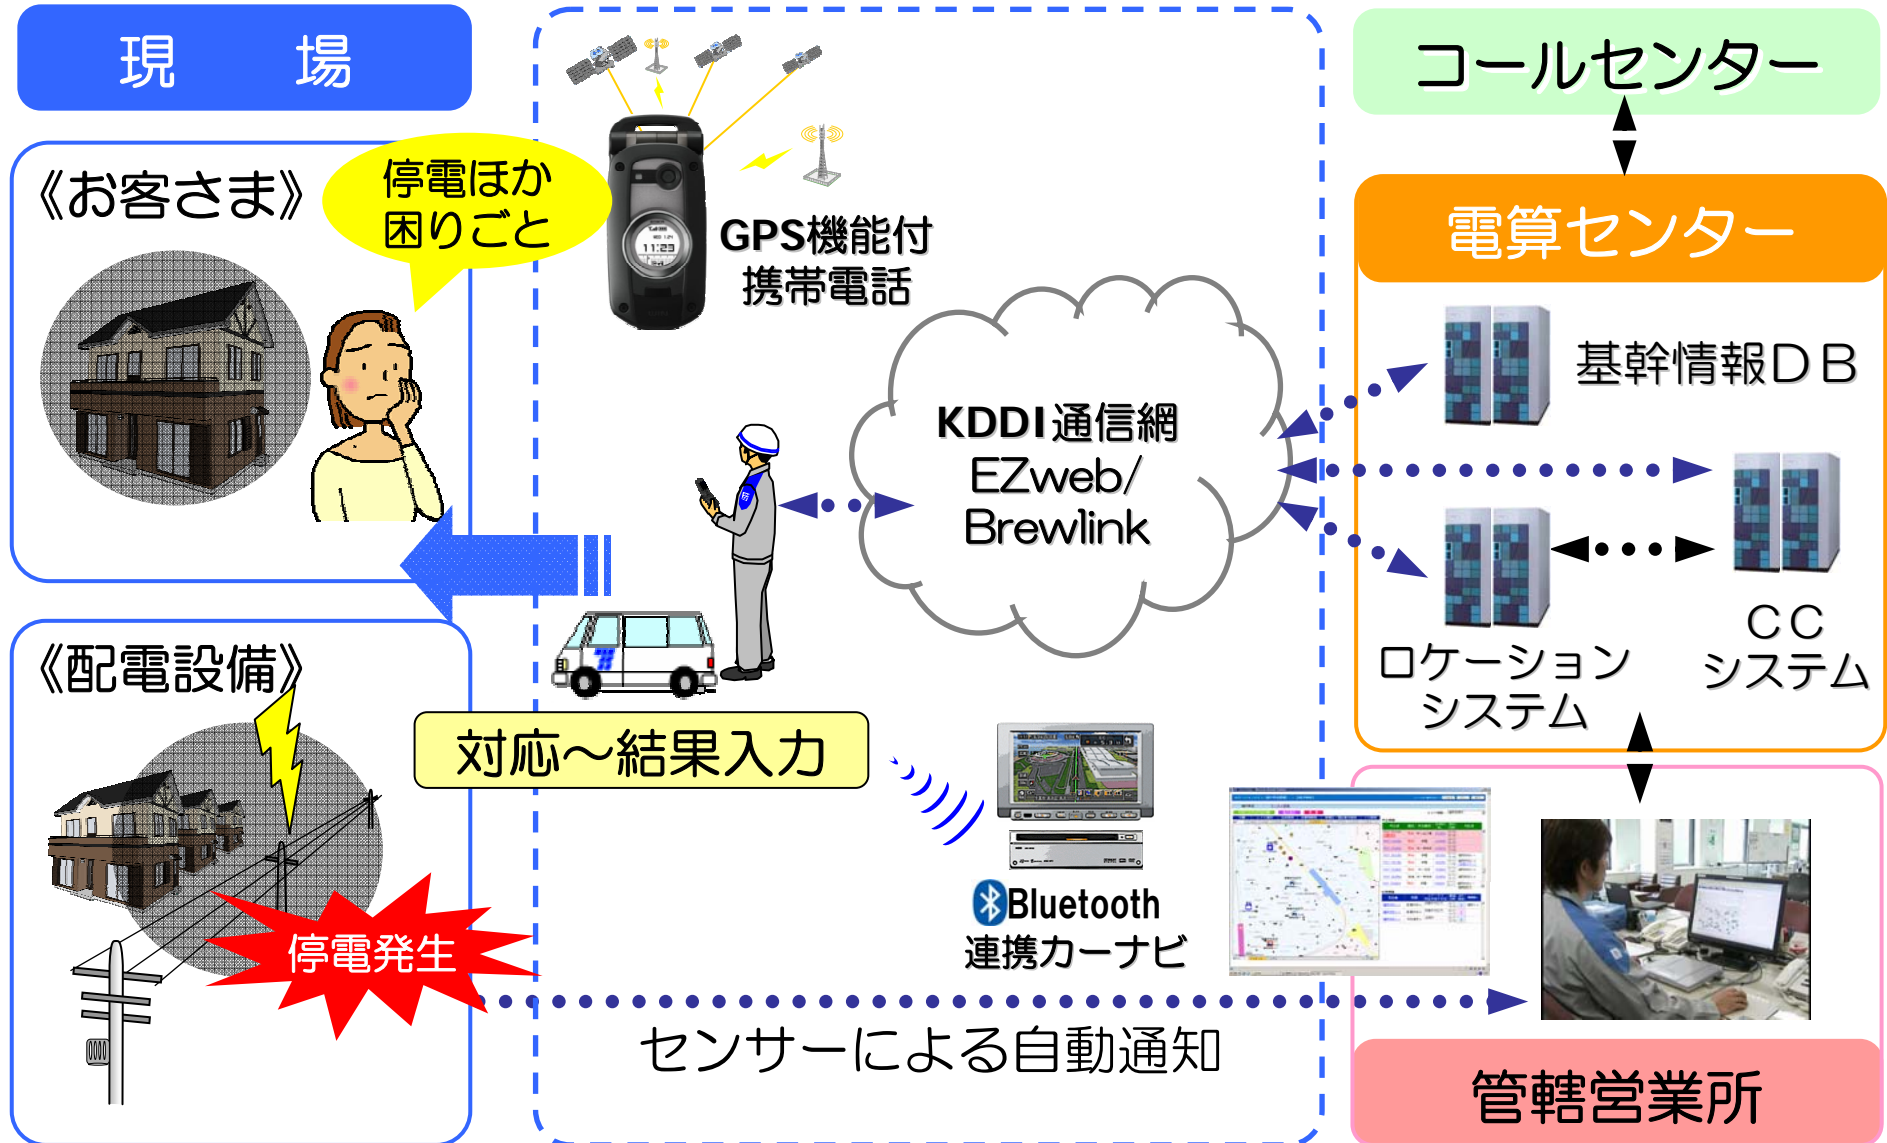 現　場
《お客さま》
停電ほか
困りごと
《配電設備》
停電発生
GPS機能付
携帯電話
11:23
KDDI通信網
EZweb/
Brewlink
対応～結果入力
Bluetooth
連携カーナビ
センサーによる自動通知
コールセンター
電算センター
基幹情報ＤＢ
ロケーション
システム
ＣＣ
システム
管轄営業所